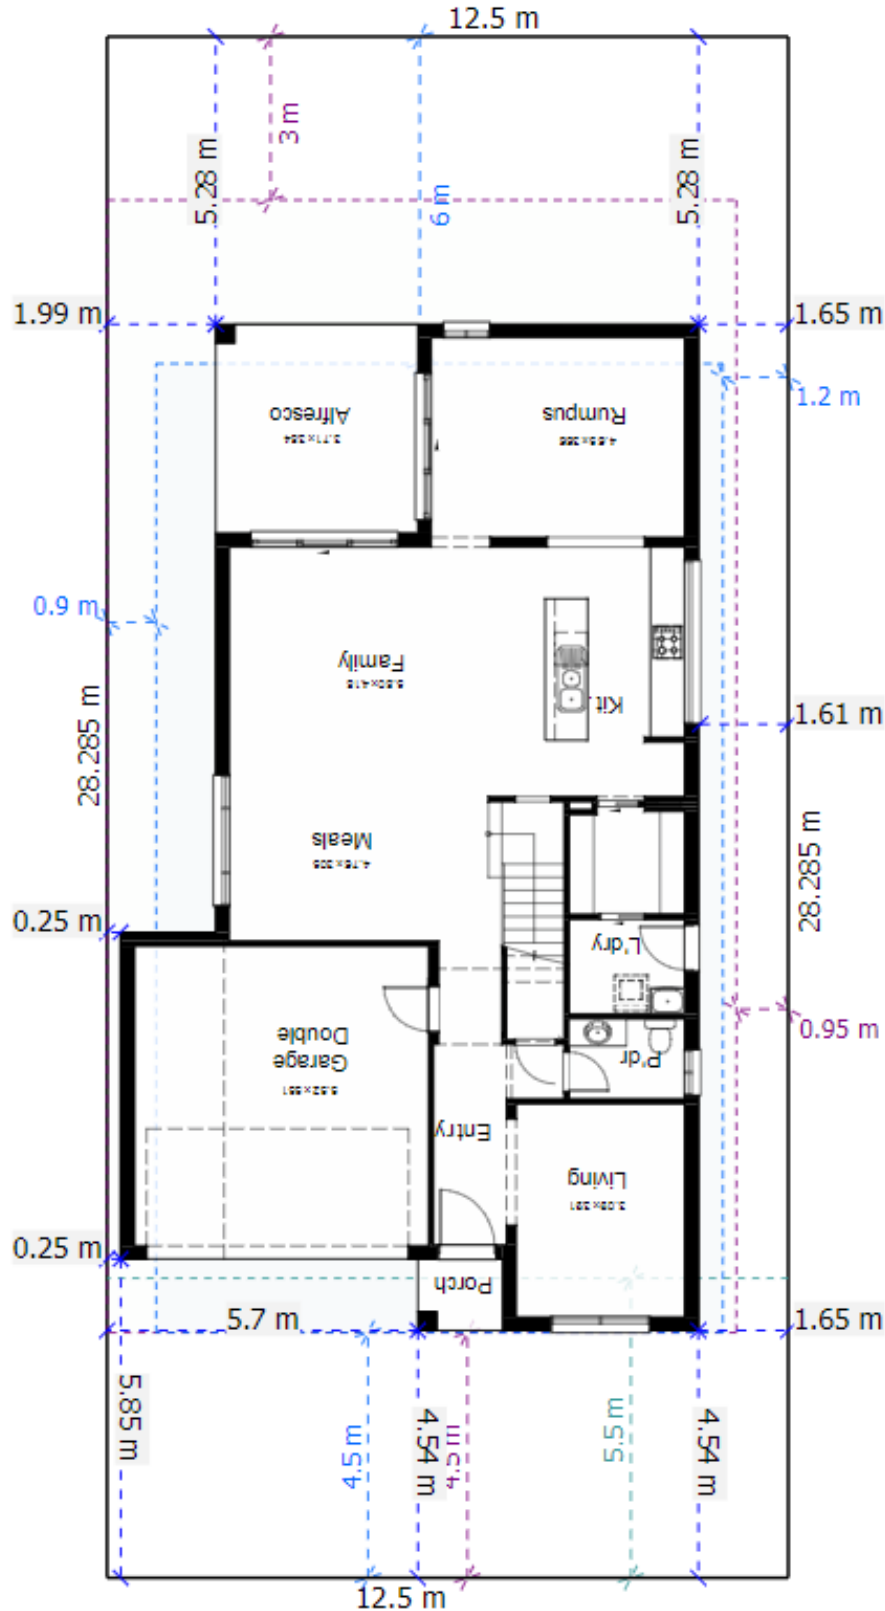 12.5 m
3 m
5.28 m
6 m
5.28 m
1.99 m
1.65 m
1.2 m
Alfresco
3.71 x 384
Rumpus
0.9 m
Family
Kit.
28.285 m
1.61 m
Meals
28.285 m
0.25 m
L'dry
0.95 m
Double
Garage
P'dr
Entry
Living
0.25 m
Porch
5.7 m
1.65 m
5.85 m
4.5 m
4.54 m
4.5 m
5.5 m
4.54 m
12.5 m